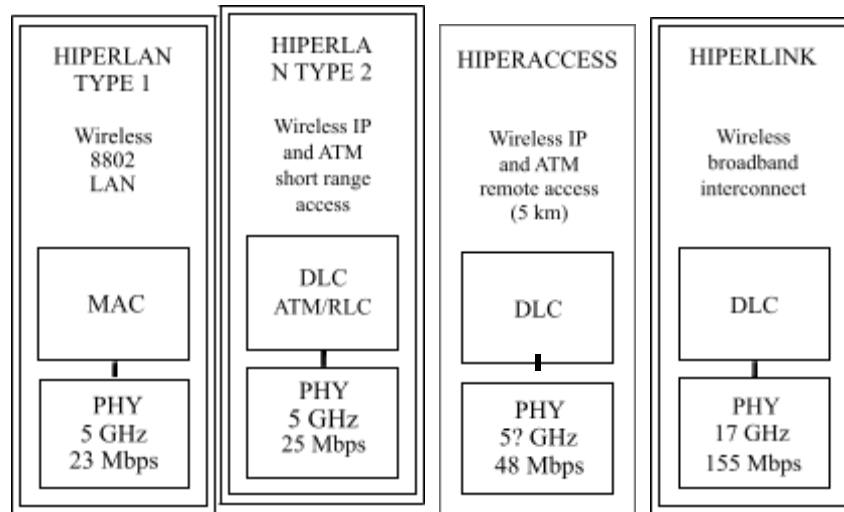 HIPERLAN
TYPE 1
Wireless
8802
LAN
MAC
PHY
5 GHz
23 Mbps
HIPERLA
N TYPE 2
Wireless IP
and ATM
short range
access
DLC
ATM/RLC
PHY
5 GHz
25 Mbps
HIPERACCESS
Wireless IP
and ATM
remote access
(5 km)
DLC
PHY
5? GHz
48 Mbps
HIPERLINK
Wireless
broadband
interconnect
DLC
PHY
17 GHz
155 Mbps